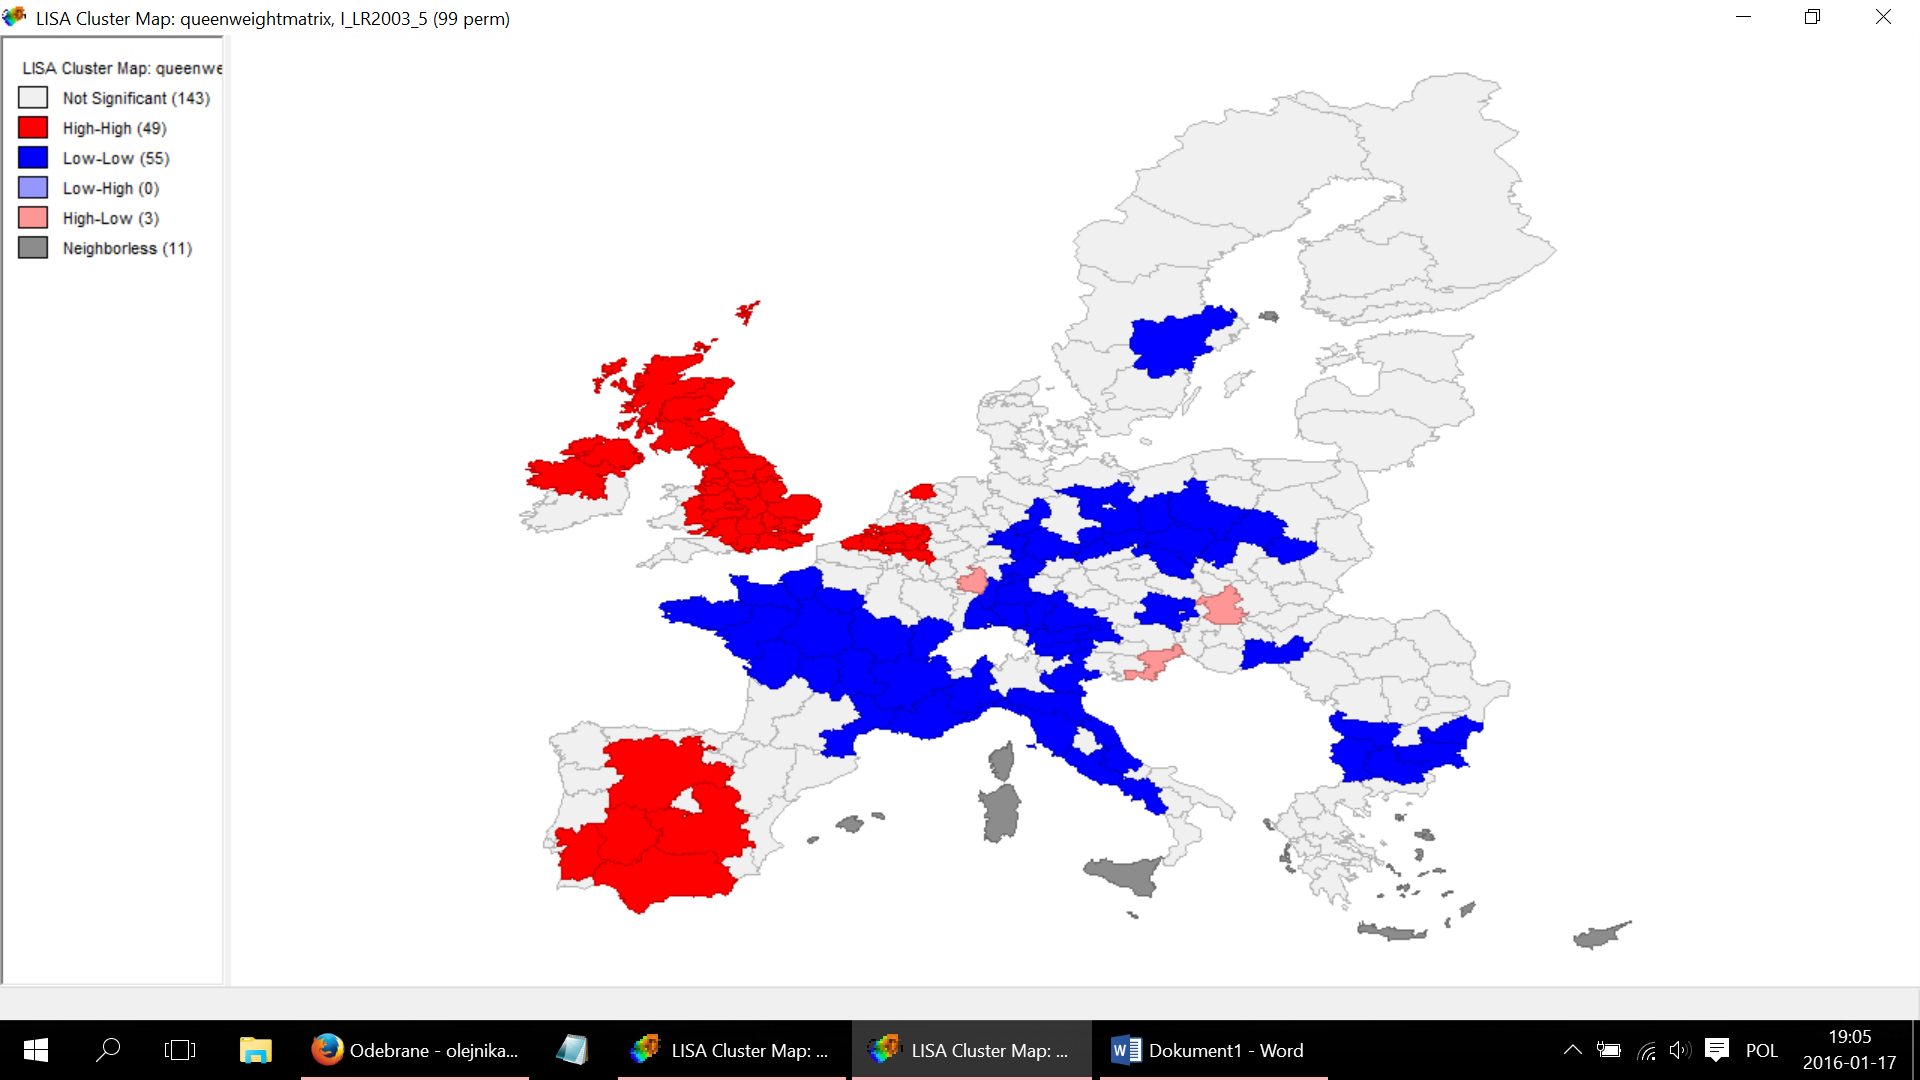 LISA Cluster Map: queenweightmatrix, I_LR2003_5 (99 perm)
LISA Cluster Map: queenwe
Not Significant (143)
High-High (49)
Low-Low (55)
Low-High (0)
High-Low (3)
Neighborless (11)
Odebrane - olejnika...
LISA Cluster Map: ...
LISA Cluster Map: ...
Dokument1 - Word
POL
19:05
2016-01-17